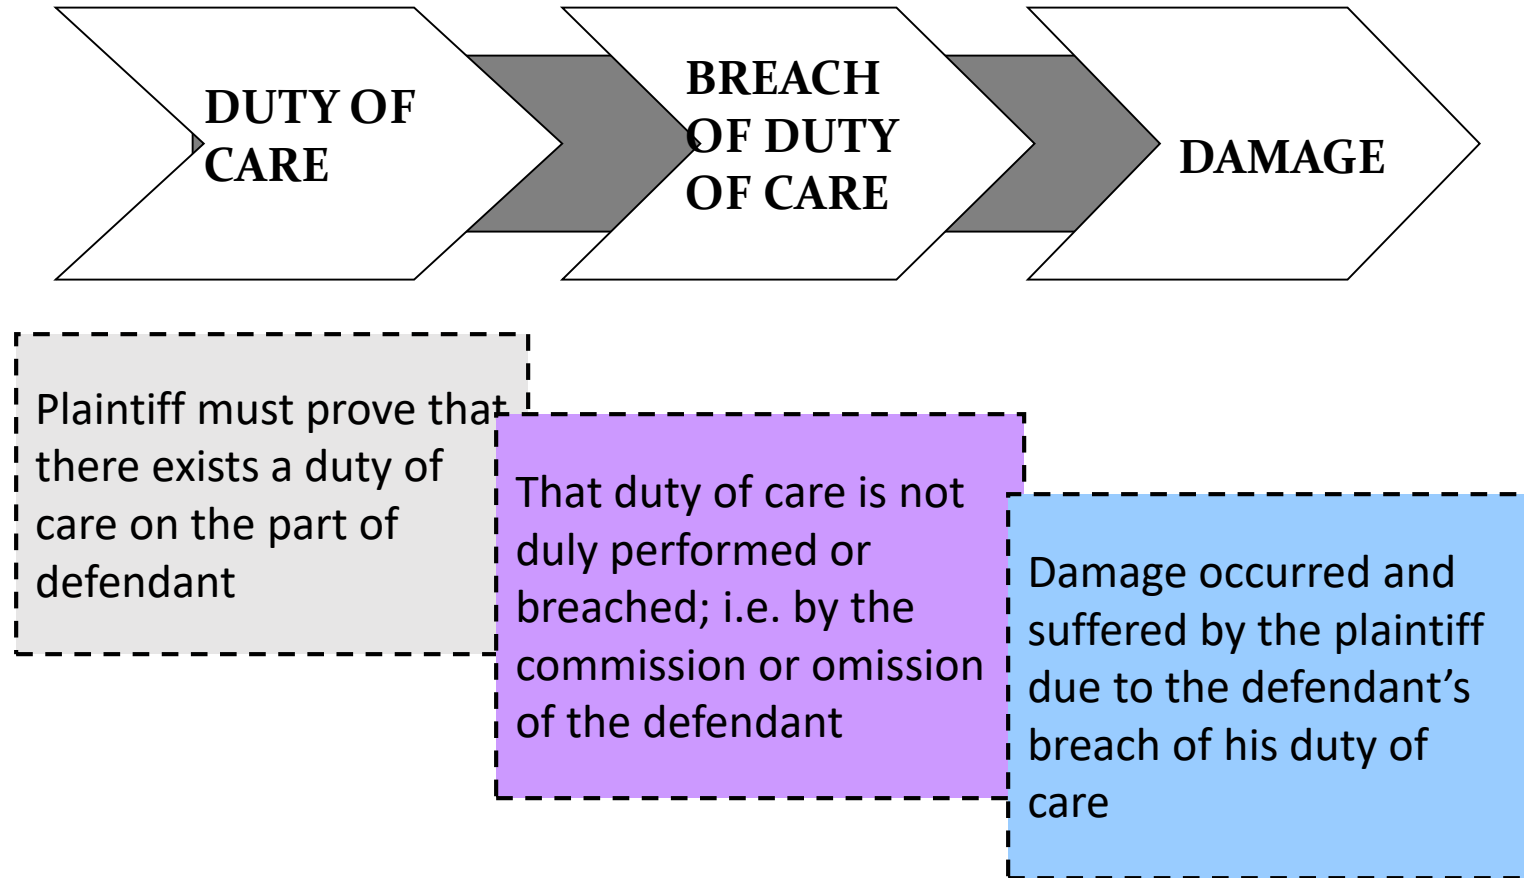 DUTY OF
CARE
BREACH
OF DUTY
OF CARE
DAMAGE
Plaintiff must prove that
there exists a duty of
care on the part of
defendant
That duty of care is not
duly performed or
breached; i.e. by the
commission or omission
of the defendant
Damage occurred and
suffered by the plaintiff
due to the defendant’s
breach of his duty of
care